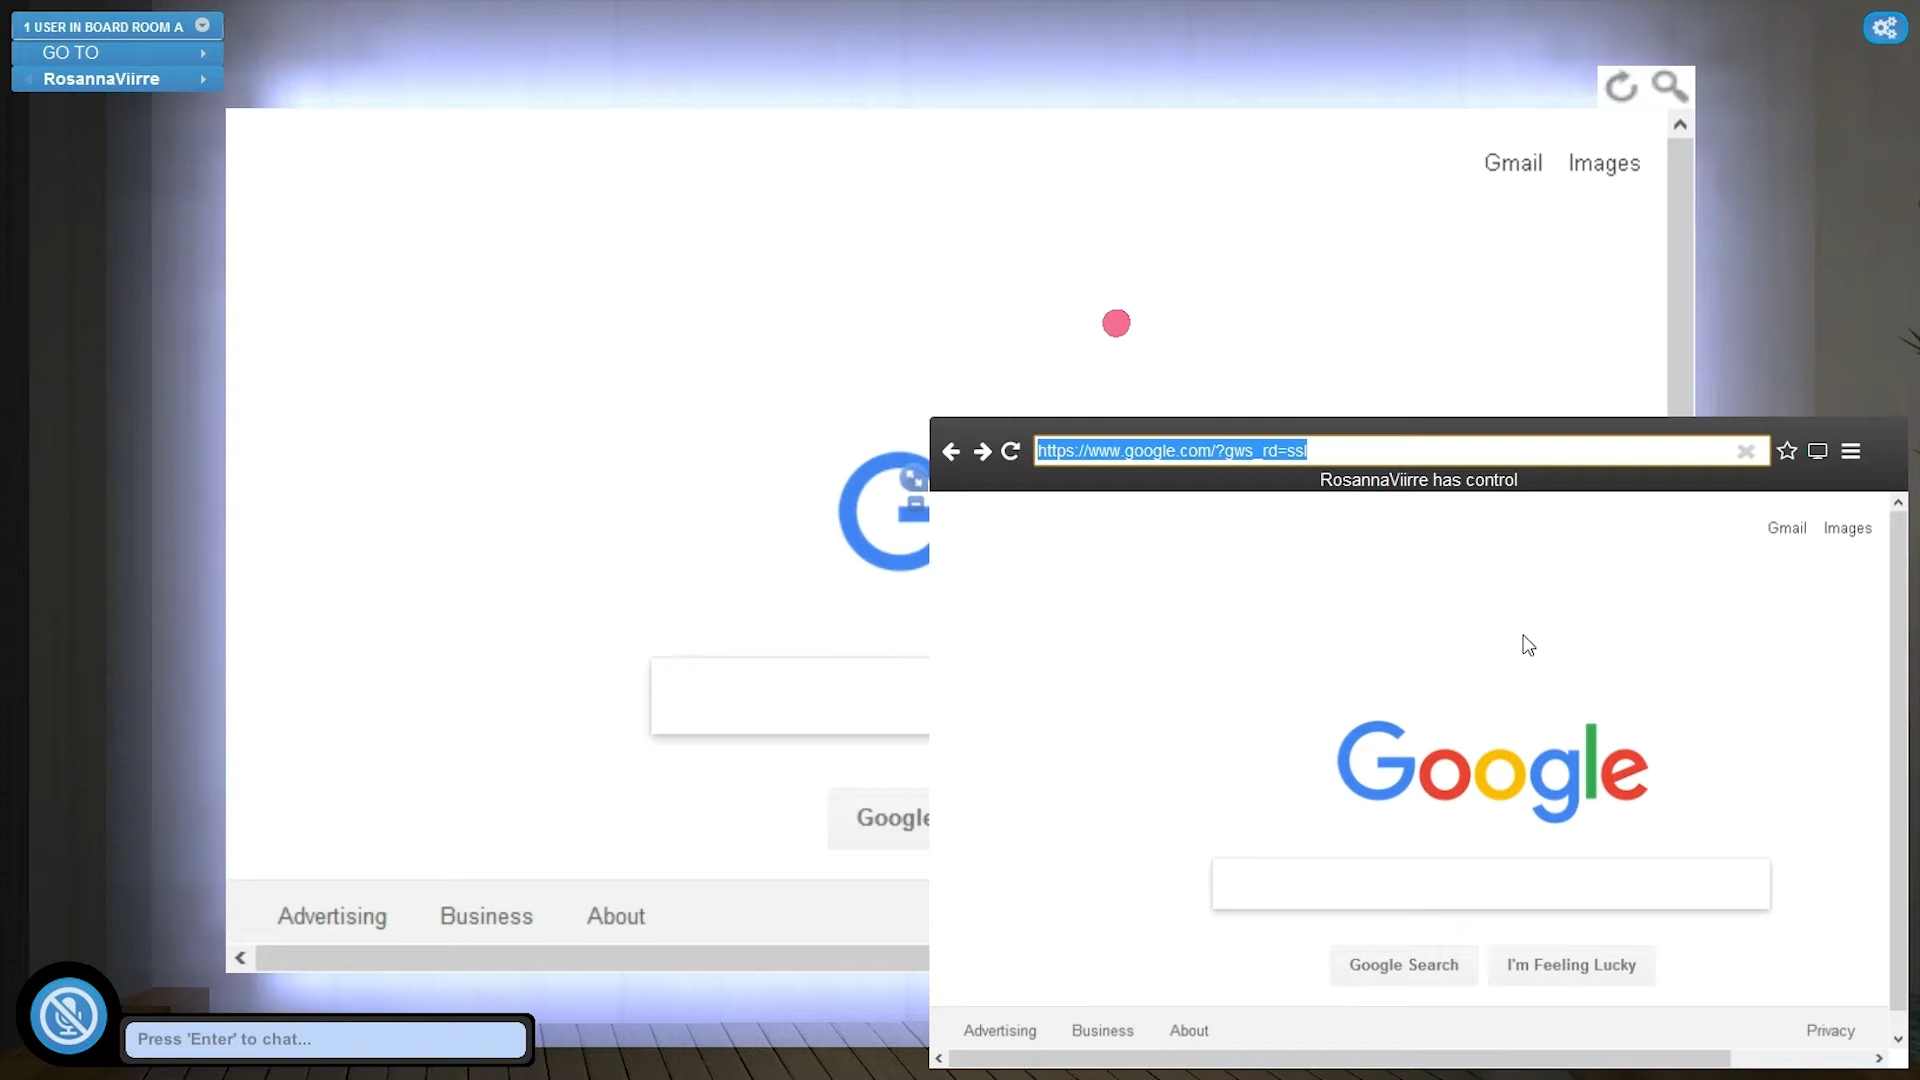 1 USER IN BOARD ROOM A
GO TO
RosannaViirre
Gmail Images
G
Google
Advertising Business About
https://www.google.com/?gws_rd=ssl
RosannaViirre has control
Gmail Images
Google
Google Search I'm Feeling Lucky
Advertising Business About Privacy
Press 'Enter' to chat...